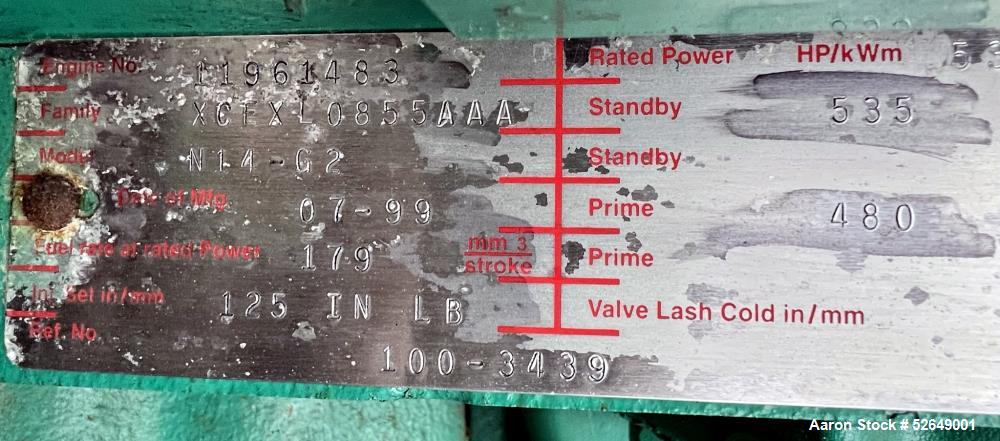 Engine No. 11961483
Family XCEXL0855AAA
Model N14-G2
Date of Mfg. 07-99
Fuel rate at rated Power 179 mm 3/stroke
Inj. Set in/mm 125 IN LB
Ref. No. 100-3439
Rated Power HP/kWm
Standby 535
Standby
Prime 480
Prime
Valve Lash Cold in/mm
Aaron Stock # 52649001